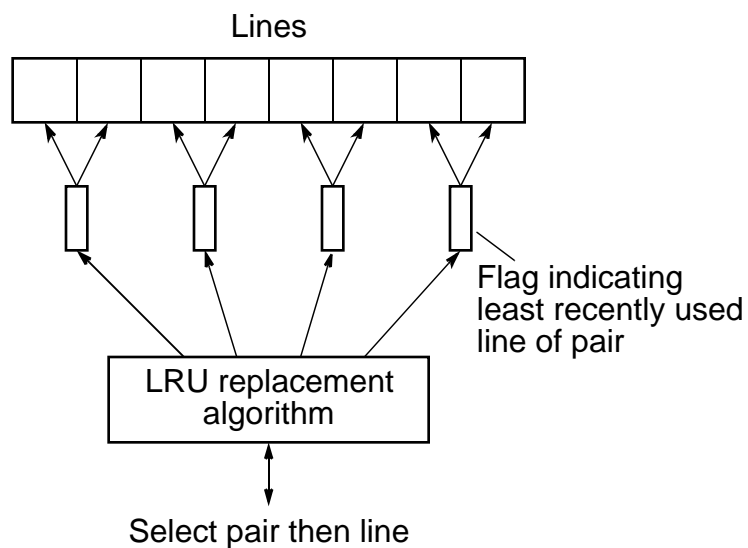 Lines
Flag indicating
least recently used
line of pair
LRU replacement
algorithm
Select pair then line